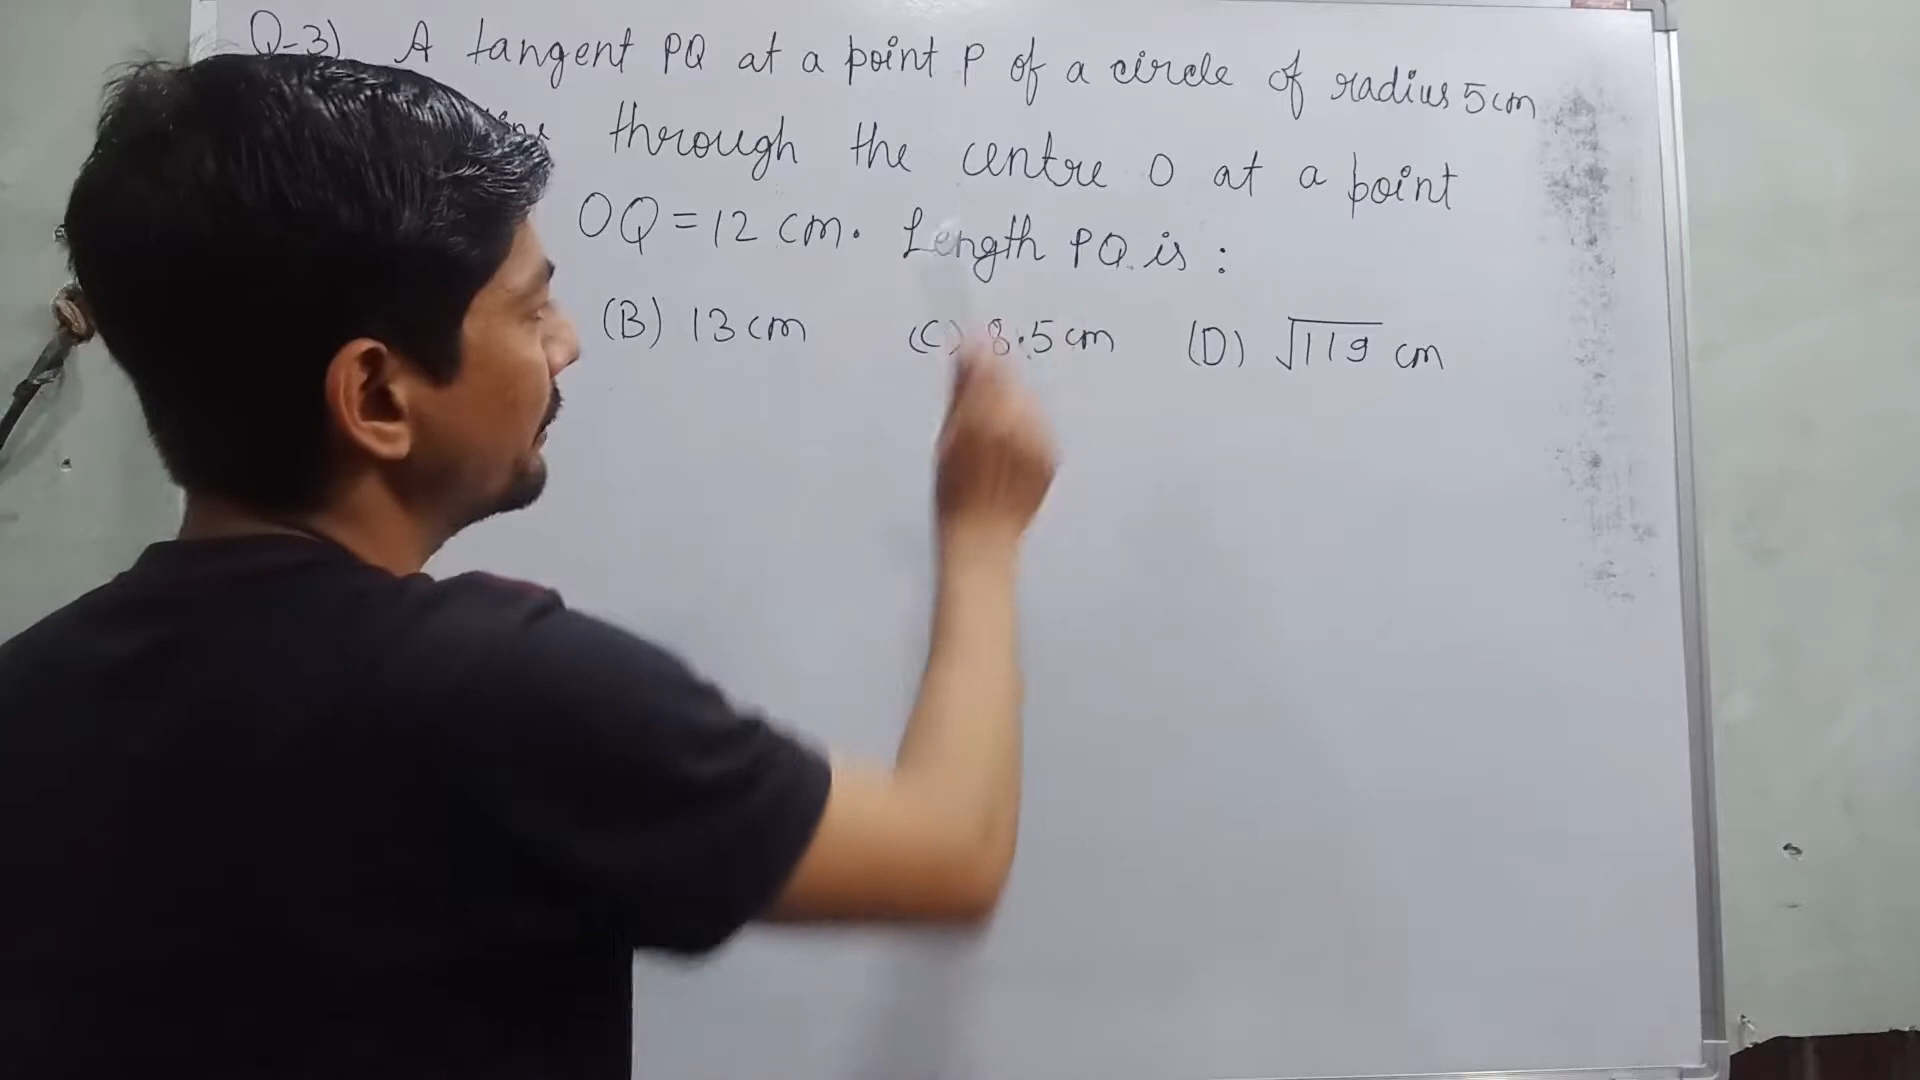 Q-3) A tangent PQ at a point P of a circle of radius 5cm
through the centre O at a point
OQ = 12 cm. Length PQ is :
(B) 13 cm (C) 8.5 cm (D) √119 cm